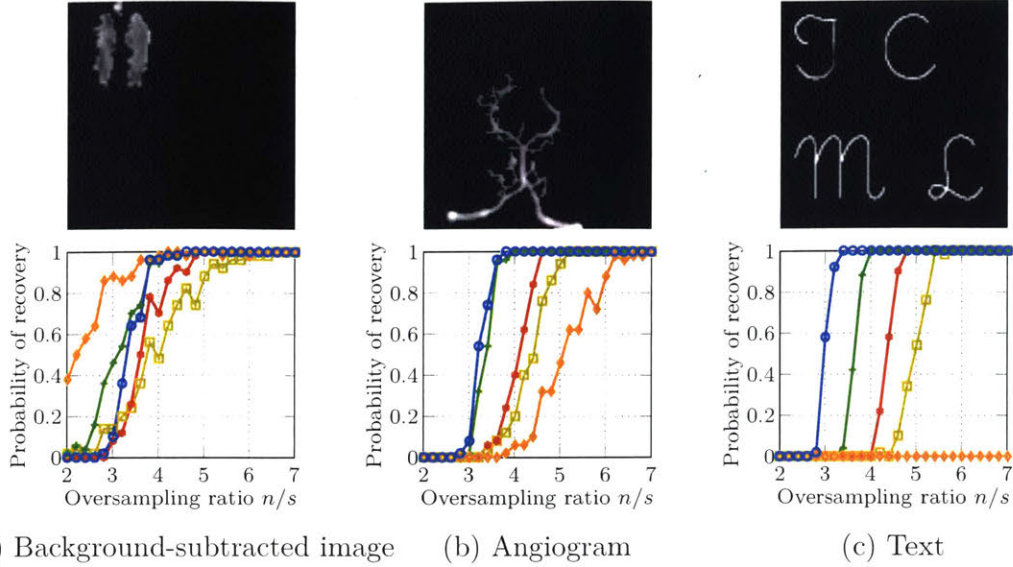 T C
M L
Probability of recovery
1
0.8
0.6
0.4
0.2
0
2 3 4 5 6 7
Oversampling ratio n/s
Probability of recovery
1
0.8
0.6
0.4
0.2
0
2 3 4 5 6 7
Oversampling ratio n/s
Probability of recovery
1
0.8
0.6
0.4
0.2
0
2 3 4 5 6 7
Oversampling ratio n/s
) Background-subtracted image
(b) Angiogram
(c) Text